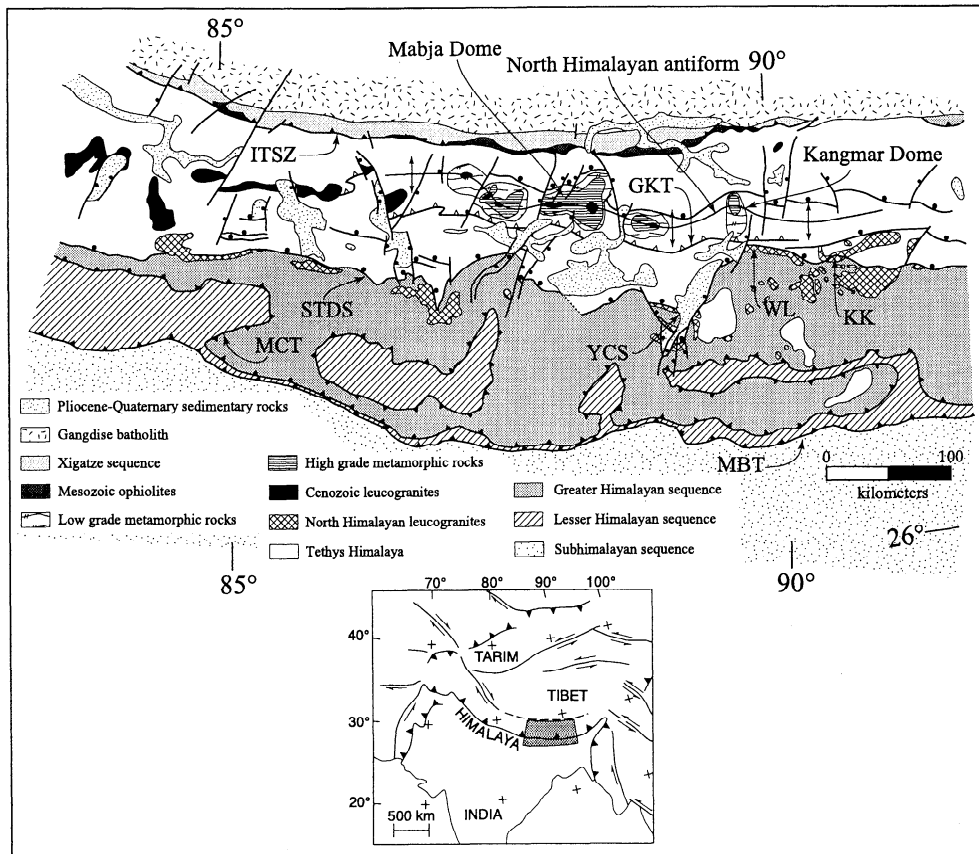 85°
Mabja Dome
North Himalayan antiform 90°
ITSZ
GKT
Kangmar Dome
STDS
MCT
YCS
WL
KK
MBT
Pliocene-Quaternary sedimentary rocks
Gangdise batholith
Xigatze sequence
Mesozoic ophiolites
Low grade metamorphic rocks
High grade metamorphic rocks
Cenozoic leucogranites
North Himalayan leucogranites
Tethys Himalaya
Greater Himalayan sequence
Lesser Himalayan sequence
Subhimalayan sequence
0 100
kilometers
26°
85° 90°
70° 80° 90° 100°
40°
TARIM
TIBET
30°
HIMALAYA
20°
500 km
INDIA